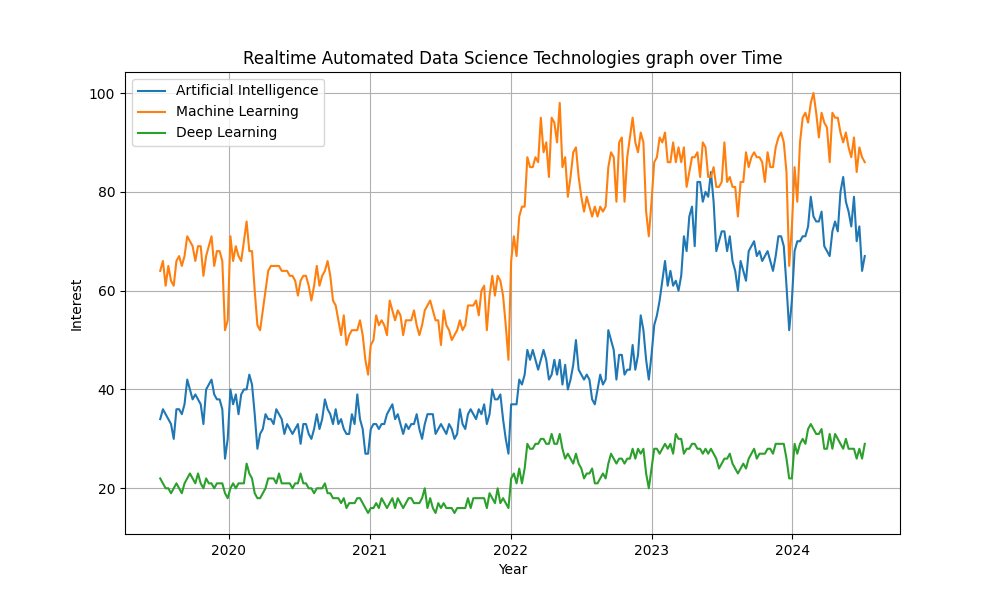 Realtime Automated Data Science Technologies graph over Time
Artificial Intelligence
Machine Learning
Deep Learning
100
80
60
40
20
Interest
2020 2021 2022 2023 2024
Year